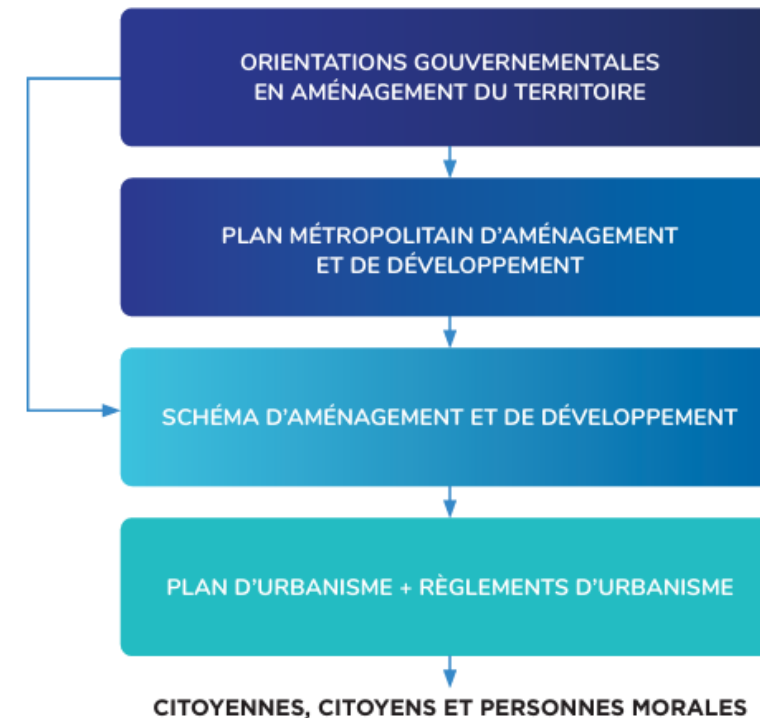 ORIENTATIONS GOUVERNEMENTALES
EN AMÉNAGEMENT DU TERRITOIRE
PLAN MÉTROPOLITAIN D'AMÉNAGEMENT
ET DE DÉVELOPPEMENT
SCHÉMA D'AMÉNAGEMENT ET DE DÉVELOPPEMENT
PLAN D'URBANISME + RÈGLEMENTS D'URBANISME
CITOYENNES, CITOYENS ET PERSONNES MORALES